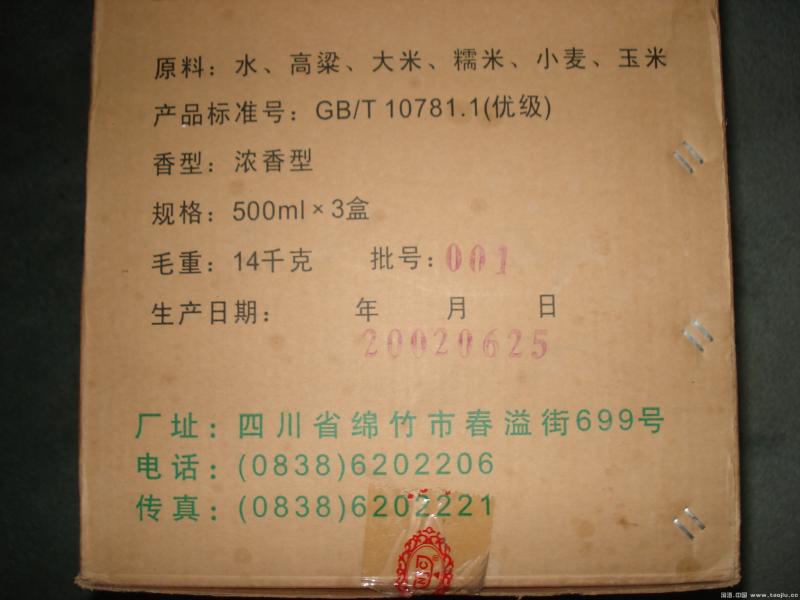 原料：水、高粱、大米、糯米、小麦、玉米
产品标准号：GB/T 10781.1(优级)
香型：浓香型
规格：500ml×3盒
毛重：14千克 批号：001
生产日期： 年 月 日
20020625
厂址：四川省绵竹市春溢街699号
电话：(0838)6202206
传真：(0838)6202221
www.taojiu.cc